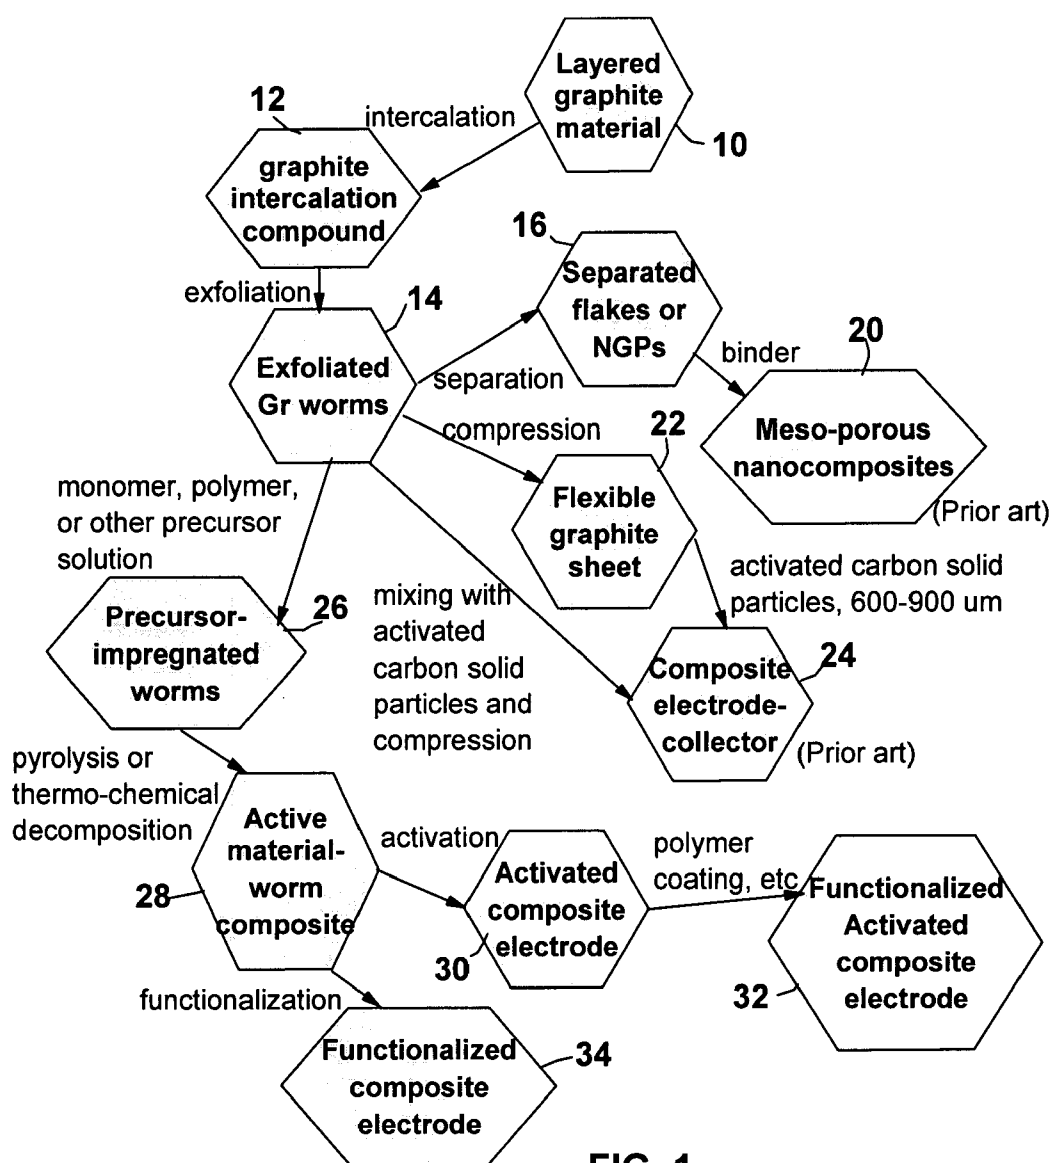 Layered
graphite
material
10
12
intercalation
graphite
intercalation
compound
16
Separated
flakes or
NGPs
exfoliation
14
20
binder
Exfoliated
Gr worms
separation
Meso-porous
nanocomposites
(Prior art)
compression
22
Flexible
graphite
sheet
monomer, polymer,
or other precursor
solution
activated carbon solid
particles, 600-900 um
Precursor-
impregnated
worms
26
mixing with
activated
carbon solid
particles and
compression
24
Composite
electrode-
collector
(Prior art)
pyrolysis or
thermo-chemical
decomposition
Active
material-
worm
composite
28
activation
Activated
composite
electrode
30
polymer
coating, etc
Functionalized
Activated
composite
electrode
32
functionalization
Functionalized
composite
electrode
34
FIG. 1